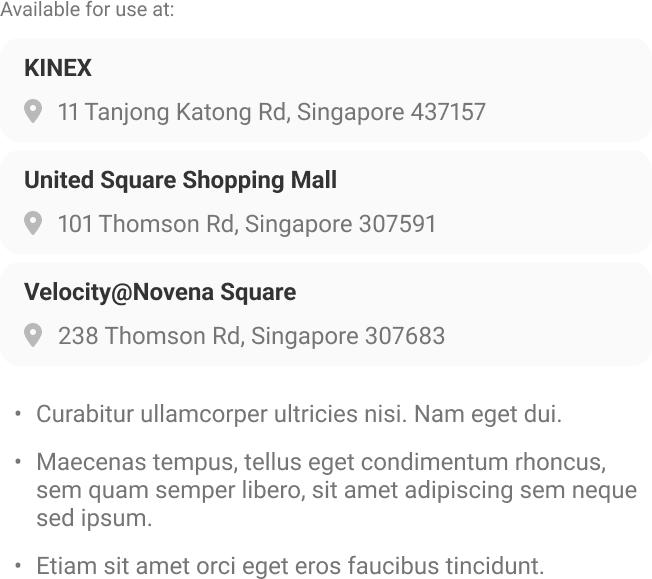 Available for use at:
KINEX
11 Tanjong Katong Rd, Singapore 437157
United Square Shopping Mall
101 Thomson Rd, Singapore 307591
Velocity@Novena Square
238 Thomson Rd, Singapore 307683
• Curabitur ullamcorper ultricies nisi. Nam eget dui.
• Maecenas tempus, tellus eget condimentum rhoncus,
sem quam semper libero, sit amet adipiscing sem neque
sed ipsum.
• Etiam sit amet orci eget eros faucibus tincidunt.